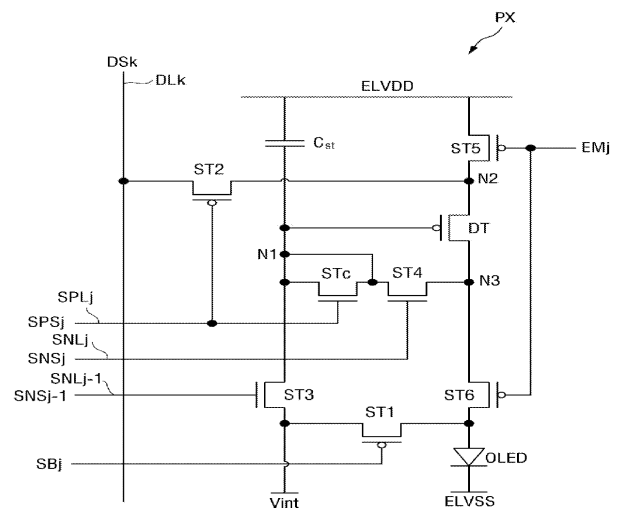 PX
DSk
DLk
ELVDD
Cst
ST5
EMj
ST2
N2
DT
N1
STc
ST4
N3
SPLj
SPSj
SNLj
SNSj
SNLj-1
SNSj-1
ST3
ST1
ST6
SBj
OLED
Vint
ELVSS